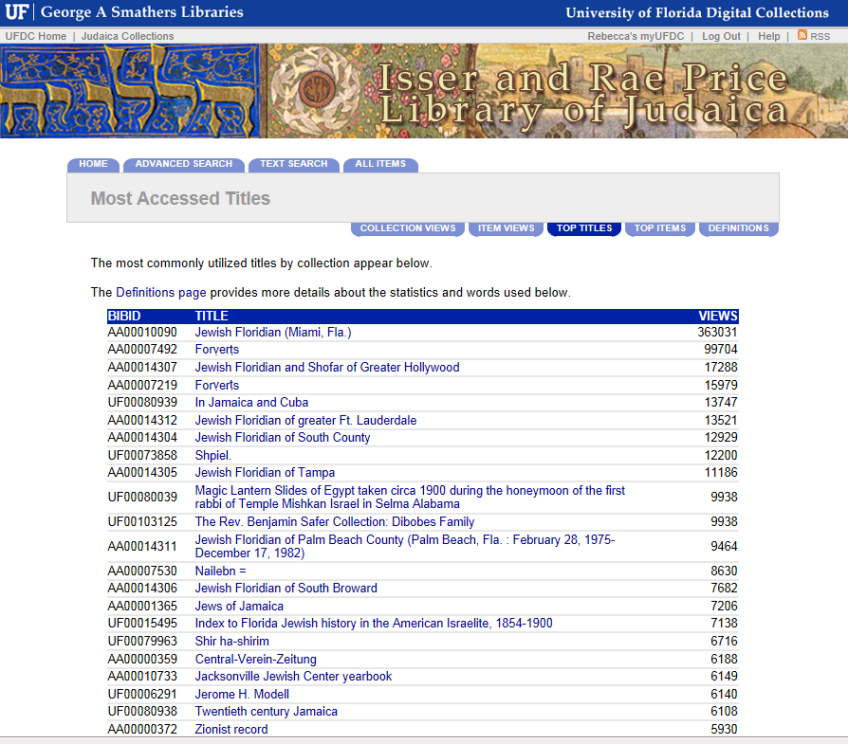 UF | George A Smathers Libraries University of Florida Digital Collections
UFDC Home | Judaica Collections Rebecca's myUFDC | Log Out | Help | RSS
Isser and Rae Price
Library of Judaica
HOME ADVANCED SEARCH TEXT SEARCH ALL ITEMS
Most Accessed Titles
COLLECTION VIEWS ITEM VIEWS TOP TITLES TOP ITEMS DEFINITIONS
The most commonly utilized titles by collection appear below.
The Definitions page provides more details about the statistics and words used below.
BIBID TITLE VIEWS
AA00010090 Jewish Floridian (Miami, Fla.) 363031
AA00007492 Forverṭs 99704
AA00014307 Jewish Floridian and Shofar of Greater Hollywood 17288
AA00007219 Forverṭs 15979
UF00080939 In Jamaica and Cuba 13747
AA00014312 Jewish Floridian of greater Ft. Lauderdale 13521
AA00014304 Jewish Floridian of South County 12929
UF00073858 Shpiel. 12200
AA00014305 Jewish Floridian of Tampa 11186
UF00080039 Magic Lantern Slides of Egypt taken circa 1900 during the honeymoon of the first
rabbi of Temple Mishkan Israel in Selma Alabama 9938
UF00103125 The Rev. Benjamin Safer Collection: Dibobes Family 9938
AA00014311 Jewish Floridian of Palm Beach County (Palm Beach, Fla. : February 28, 1975-
December 17, 1982) 9464
AA00007530 Nailebn = 8630
AA00014306 Jewish Floridian of South Broward 7682
AA00001365 Jews of Jamaica 7206
UF00015495 Index to Florida Jewish history in the American Israelite, 1854-1900 7138
UF00079963 Shir ha-shirim 6716
AA00000359 Central-Verein-Zeitung 6188
AA00010733 Jacksonville Jewish Center yearbook 6149
UF00006291 Jerome H. Modell 6140
UF00080938 Twentieth century Jamaica 6108
AA00000372 Zionist record 5930